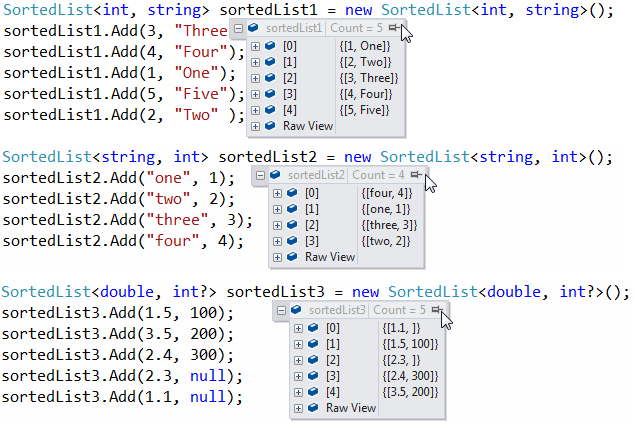 SortedList<int, string> sortedList1 = new SortedList<int, string>();
sortedList1.Add(3, "Three
sortedList1.Add(4, "Four");
sortedList1.Add(1, "One");
sortedList1.Add(5, "Five");
sortedList1.Add(2, "Two" );
sortedList1 Count = 5
[0] {[1, One]}
[1] {[2, Two]}
[2] {[3, Three]}
[3] {[4, Four]}
[4] {[5, Five]}
Raw View
SortedList<string, int> sortedList2 = new SortedList<string, int>();
sortedList2.Add("one", 1);
sortedList2.Add("two", 2);
sortedList2.Add("three", 3);
sortedList2.Add("four", 4);
sortedList2 Count = 4
[0] {[four, 4]}
[1] {[one, 1]}
[2] {[three, 3]}
[3] {[two, 2]}
Raw View
SortedList<double, int?> sortedList3 = new SortedList<double, int?>();
sortedList3.Add(1.5, 100);
sortedList3.Add(3.5, 200);
sortedList3.Add(2.4, 300);
sortedList3.Add(2.3, null);
sortedList3.Add(1.1, null);
sortedList3 Count = 5
[0] {[1.1, ]}
[1] {[1.5, 100]}
[2] {[2.3, ]}
[3] {[2.4, 300]}
[4] {[3.5, 200]}
Raw View